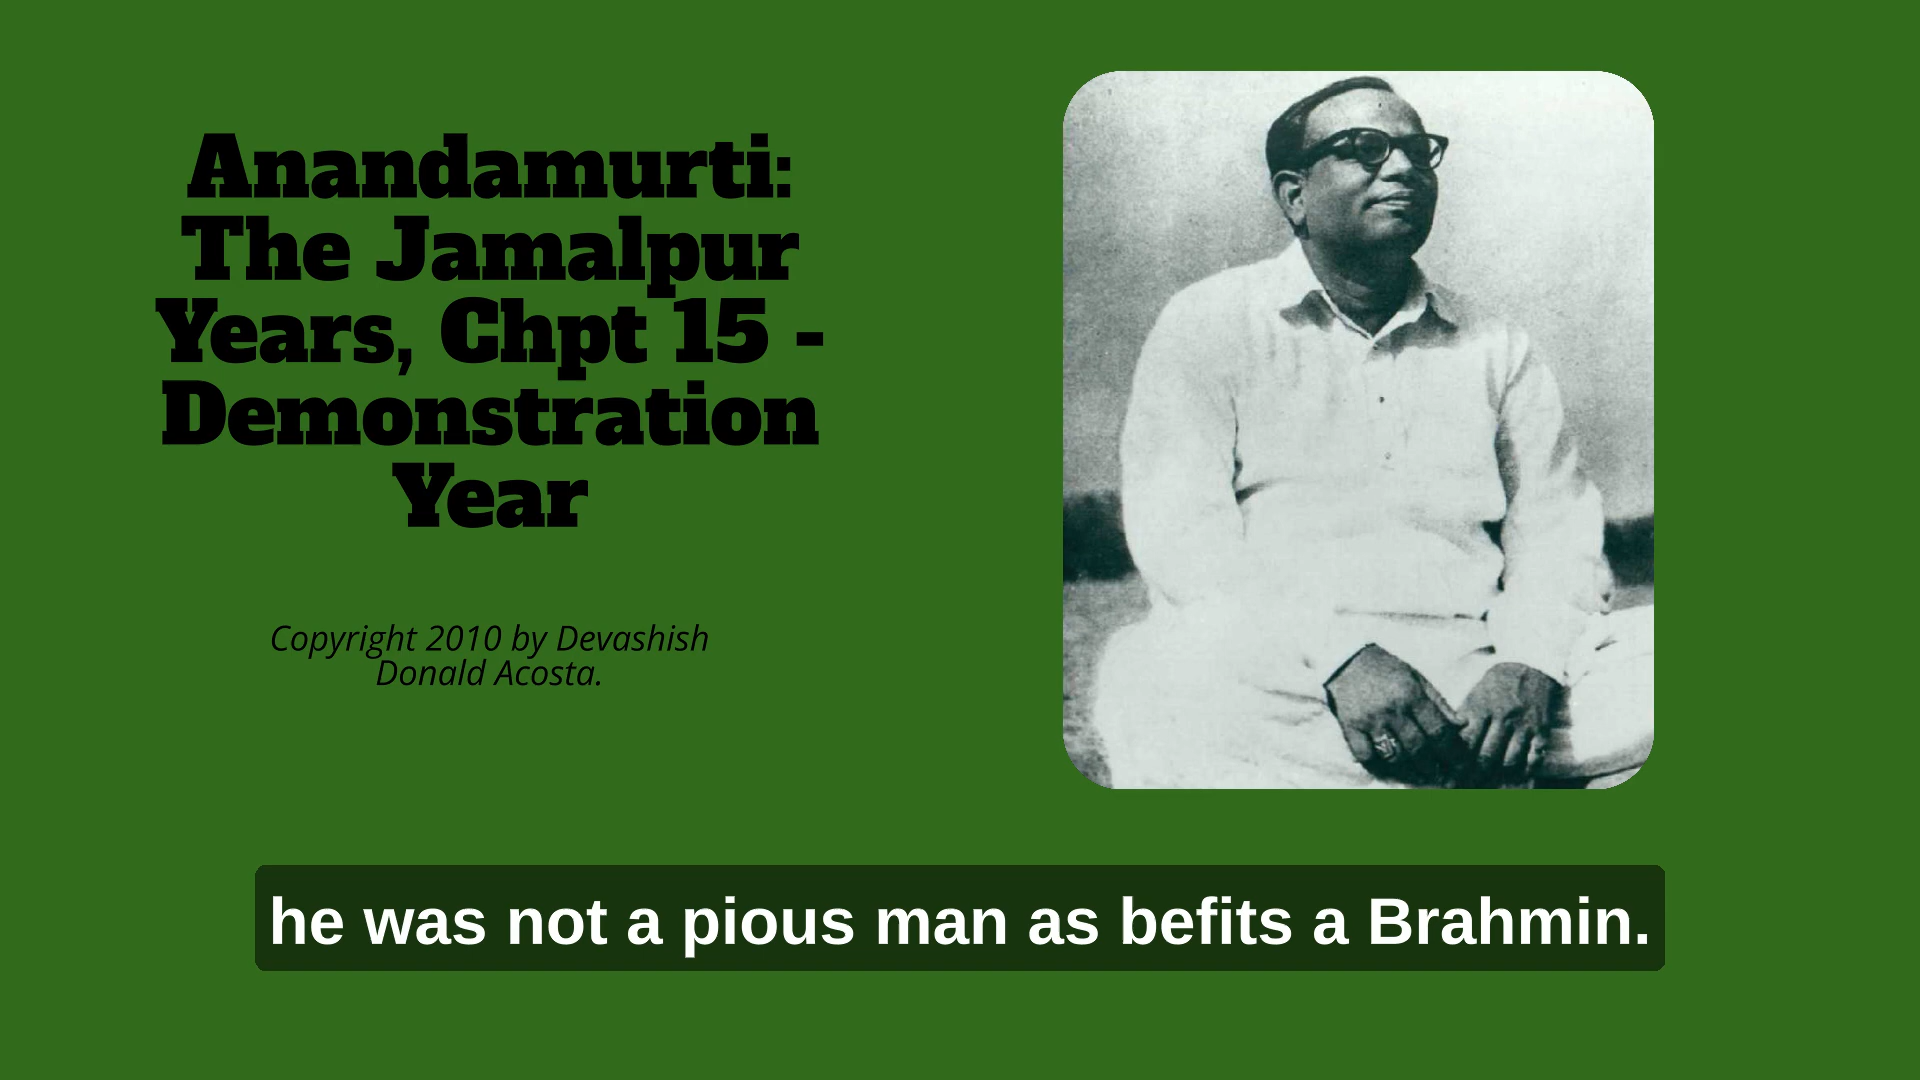 Anandamurti:
The Jamalpur
Years, Chpt 15 -
Demonstration
Year
Copyright 2010 by Devashish
Donald Acosta.
he was not a pious man as befits a Brahmin.